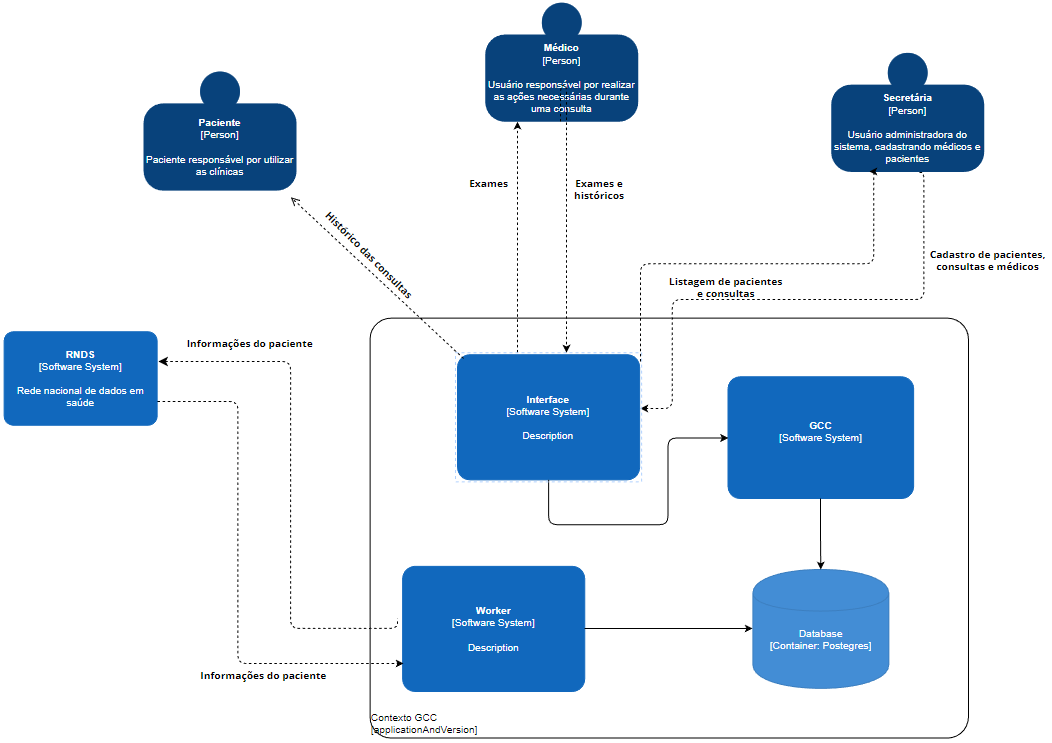 Médico
[Person]
Usuário responsável por realizar
as ações necessárias durante
uma consulta
Secretária
[Person]
Usuário administradora do
sistema, cadastrando médicos e
pacientes
Paciente
[Person]
Paciente responsável por utilizar
as clínicas
Exames
Exames e
históricos
Histórico das consultas
Cadastro de pacientes,
consultas e médicos
Listagem de pacientes
e consultas
Informações do paciente
RNDS
[Software System]
Rede nacional de dados em
saúde
Interface
[Software System]
Description
GCC
[Software System]
Worker
[Software System]
Description
Database
[Container: Postegres]
Informações do paciente
Contexto GCC
[applicationAndVersion]